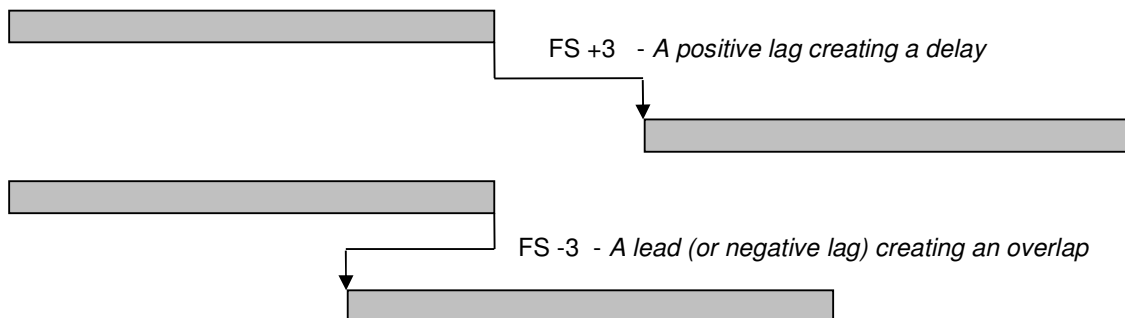 FS +3 - A positive lag creating a delay
FS -3 - A lead (or negative lag) creating an overlap